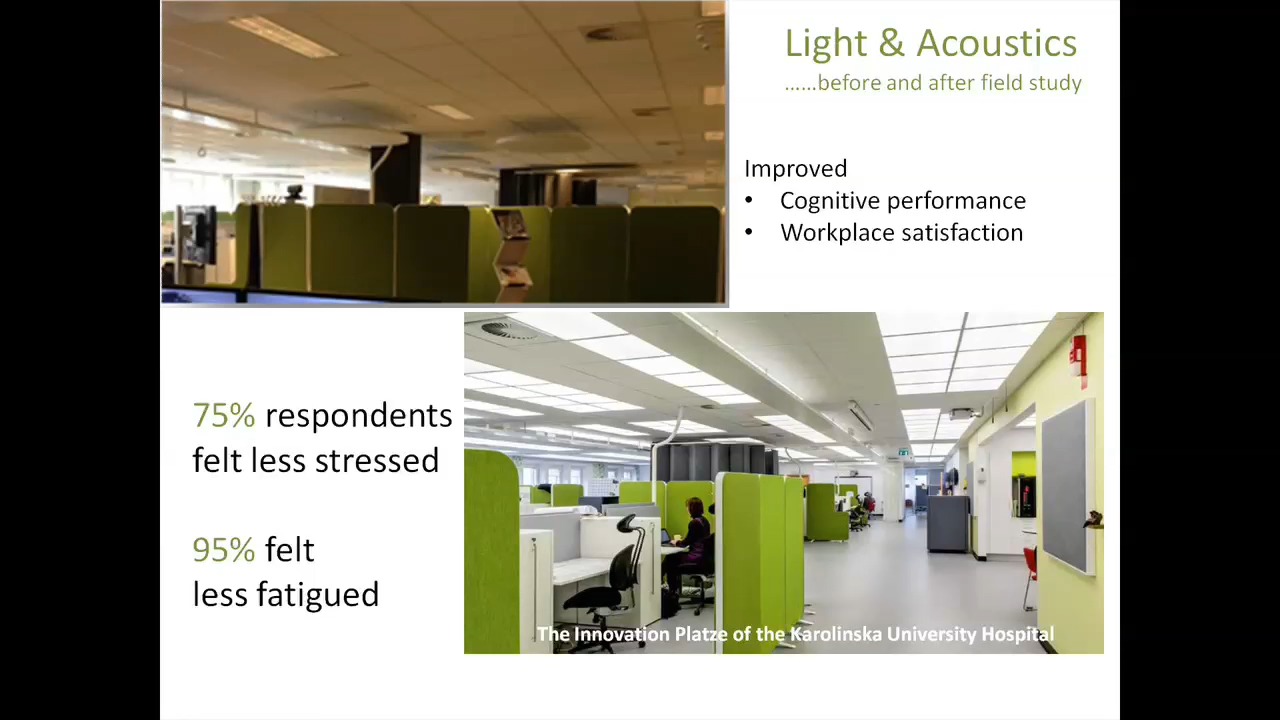 Light & Acoustics
......before and after field study
Improved
• Cognitive performance
• Workplace satisfaction
75% respondents
felt less stressed
95% felt
less fatigued
The Innovation Platze of the Karolinska University Hospital